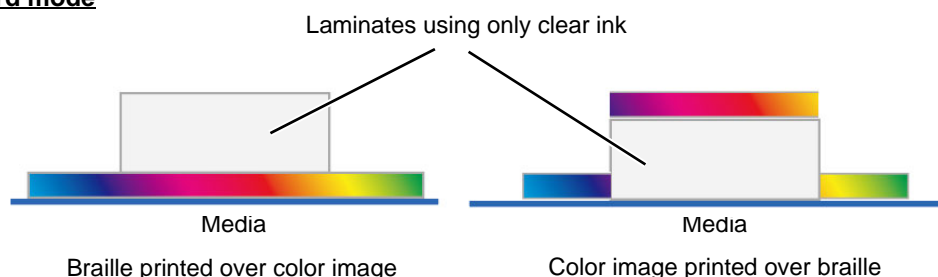 mode
Laminates using only clear ink
Media
Media
Braille printed over color image
Color image printed over braille